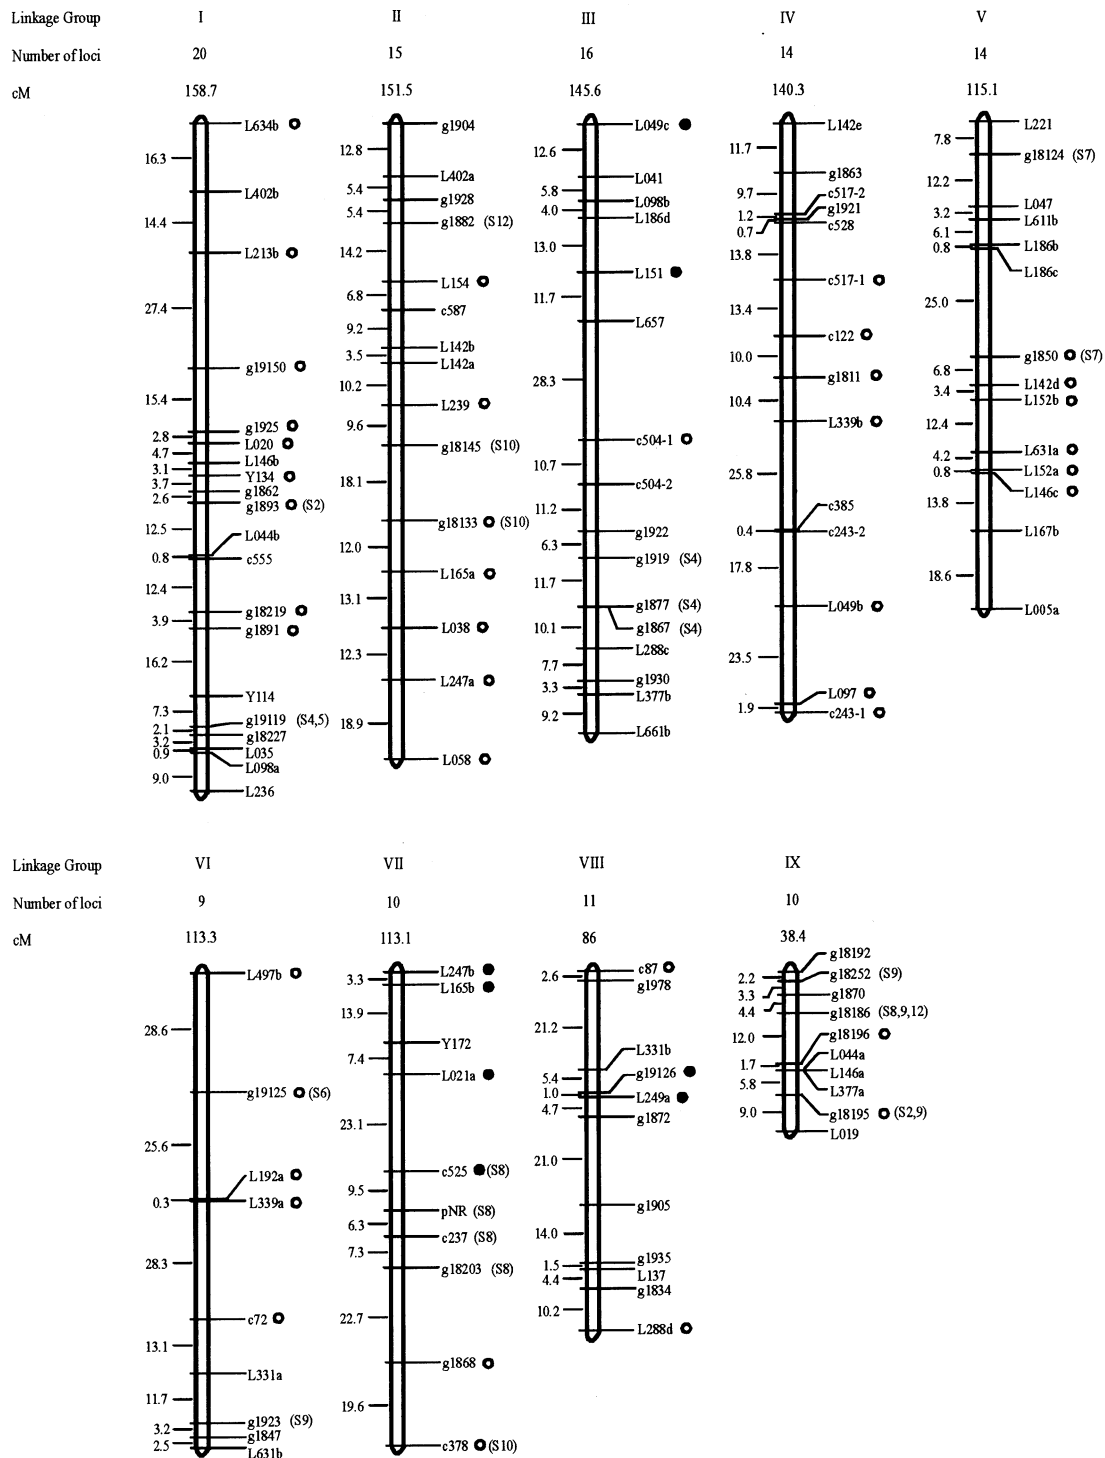 Linkage Group I II III IV V
Number of loci 20 15 16 14 14
cM 158.7 151.5 145.6 140.3 115.1
L634b
16.3
L402b
14.4
L213b
27.4
g19150
15.4
g1925
2.8
L020
4.7
L146b
3.1
Y134
3.7
g1862
2.6
g1893 (S2)
12.5
L044b
0.8
c555
12.4
g18219
3.9
g1891
16.2
Y114
7.3
g19119 (S4,5)
2.1
g18227
3.2
L035
0.9
L098a
9.0
L236
g1904
12.8
L402a
5.4
g1928
5.4
g1882 (S12)
14.2
L154
6.8
c587
9.2
L142b
3.5
L142a
10.2
L239
9.6
g18145 (S10)
18.1
g18133 (S10)
12.0
L165a
13.1
L038
12.3
L247a
18.9
L058
L049c
12.6
L041
5.8
L098b
4.0
L186d
13.0
L151
11.7
L657
28.3
c504-1
10.7
c504-2
11.2
g1922
6.3
g1919 (S4)
11.7
g1877 (S4)
g1867 (S4)
10.1
L288c
7.7
g1930
3.3
L377b
9.2
L661b
L142e
11.7
g1863
9.7
c517-2
1.2
g1921
0.7
c528
13.8
c517-1
13.4
c122
10.0
g1811
10.4
L339b
25.8
c385
0.4
c243-2
17.8
L049b
23.5
L097
1.9
c243-1
L221
7.8
g18124 (S7)
12.2
L047
3.2
L611b
6.1
L186b
0.8
L186c
25.0
g1850 (S7)
6.8
L142d
3.4
L152b
12.4
L631a
4.2
L152a
0.8
L146c
13.8
L167b
18.6
L005a
Linkage Group VI VII VIII IX
Number of loci 9 10 11 10
cM 113.3 113.1 86 38.4
L497b
28.6
g19125 (S6)
25.6
L192a
0.3
L339a
28.3
c72
13.1
L331a
11.7
g1923 (S9)
3.2
g1847
2.5
L631b
L247b
3.3
L165b
13.9
Y172
7.4
L021a
23.1
c525 (S8)
9.5
pNR (S8)
6.3
c237 (S8)
7.3
g18203 (S8)
22.7
g1868
19.6
c378 (S10)
c87
2.6
g1978
21.2
L331b
5.4
g19126
1.0
L249a
4.7
g1872
21.0
g1905
14.0
g1935
1.5
L137
4.4
g1834
10.2
L288d
g18192
2.2
g18252 (S9)
3.3
g1870
4.4
g18186 (S8,9,12)
12.0
g18196
1.7
L044a
L146a
L377a
5.8
g18195 (S2,9)
9.0
L019